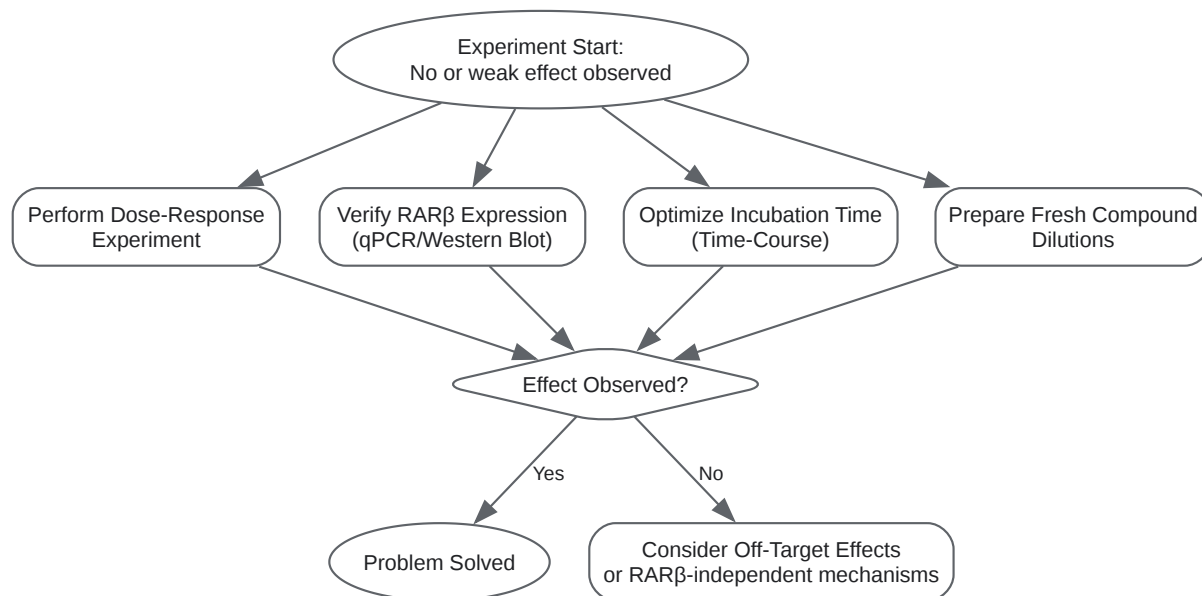 Experiment Start:
No or weak effect observed
Perform Dose-Response
Experiment
Verify RARβ Expression
(qPCR/Western Blot)
Optimize Incubation Time
(Time-Course)
Prepare Fresh Compound
Dilutions
Effect Observed?
Yes
No
Problem Solved
Consider Off-Target Effects
or RARβ-independent mechanisms